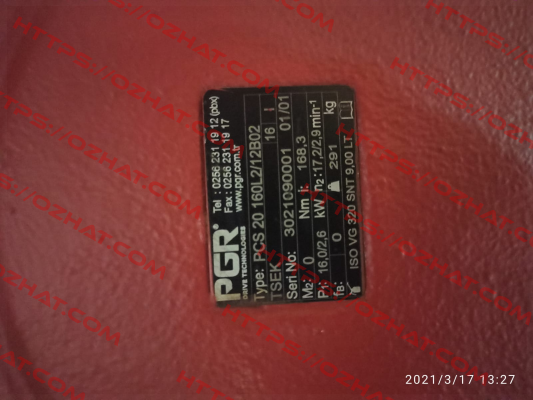 PGR®
DRIVE TECHNOLOGIES
Tel : 0256 231 19 12 (pbx)
Fax : 0256 231 19 17
www.pgr.com.tr
Type: PCS 20 160L2/12B02
TSEK 16
Seri No: 3021090001 01/01
M2: 0 Nm i: 168,3
P1: 16,0/2,6 kW n2: 17,2/2,9 min-1
fB: 0 291 kg
ISO VG 320 SNT 9,00 LT
2021/3/17 13:27
HTTPS://OZHAT.COM